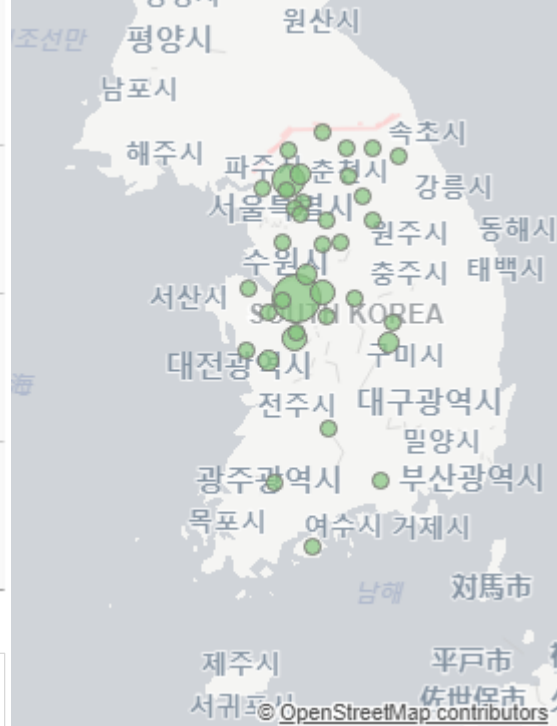 원산시
조선만
평양시
남포시
속초시
해주시
파주시
춘천시
강릉시
서울특별시
원주시
동해시
수원시
충주시
태백시
서산시
SOUTH KOREA
대전광역시
구미시
海
전주시
대구광역시
밀양시
광주광역시
부산광역시
목포시
여수시
거제시
남해
対馬市
제주시
平戸市
서귀포시
佐世保市
© OpenStreetMap contributors